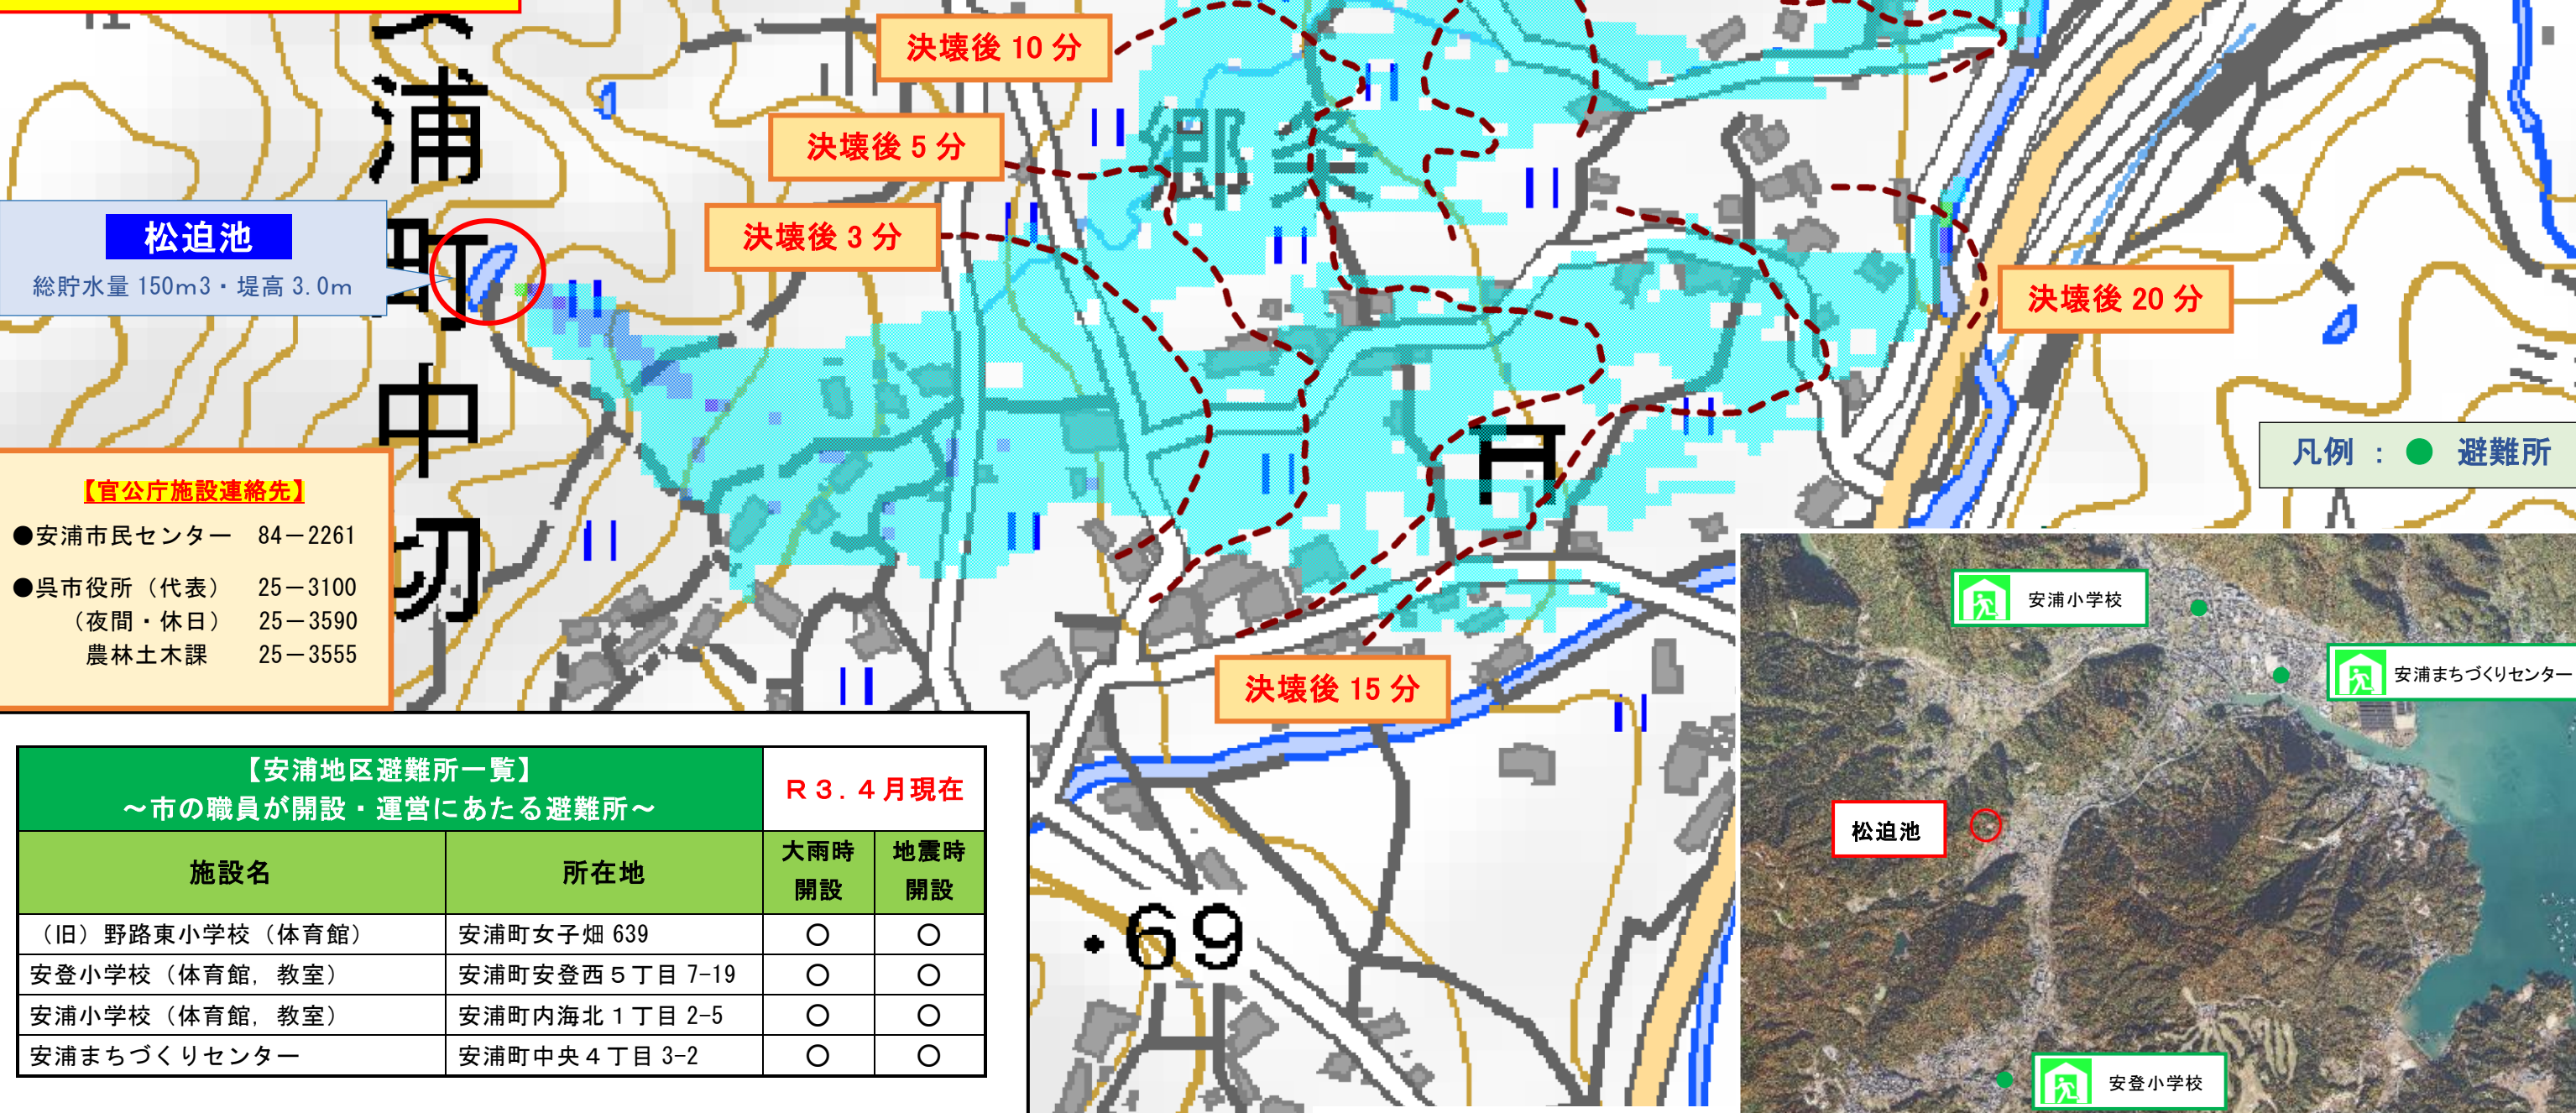 浦
町
中
切
郷条
決壊後 10 分
決壊後 5 分
決壊後 3 分
決壊後 20 分
決壊後 15 分
松迫池
総貯水量 150m3・堤高 3.0m
【官公庁施設連絡先】
●安浦市民センター 84－2261
●呉市役所（代表） 25－3100
（夜間・休日） 25－3590
農林土木課 25－3555
凡例 : ● 避難所
【安浦地区避難所一覧】
～市の職員が開設・運営にあたる避難所～
Ｒ３．４月現在
施設名 所在地 大雨時 地震時
開設 開設
（旧）野路東小学校（体育館） 安浦町女子畑 639 ○ ○
安登小学校（体育館，教室） 安浦町安登西５丁目 7-19 ○ ○
安浦小学校（体育館，教室） 安浦町内海北１丁目 2-5 ○ ○
安浦まちづくりセンター 安浦町中央４丁目 3-2 ○ ○
・69
安浦小学校
安浦まちづくりセンター
松迫池
安登小学校